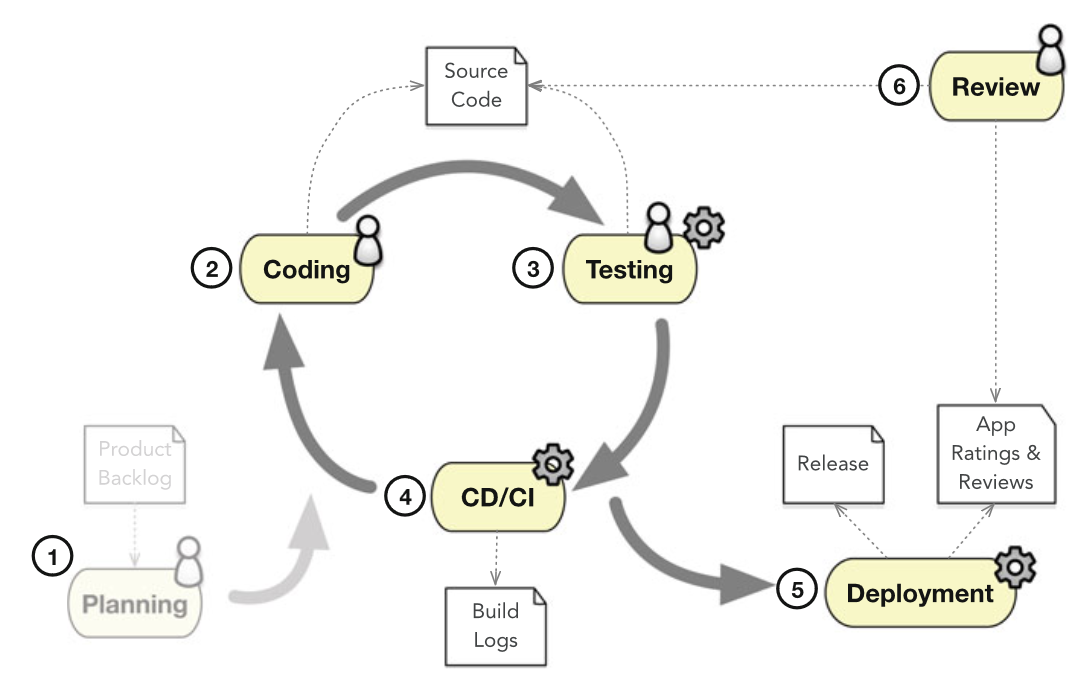 Source
Code
6
Review
2
Coding
3
Testing
Product
Backlog
1
Planning
4
CD/CI
Build
Logs
Release
App
Ratings &
Reviews
5
Deployment